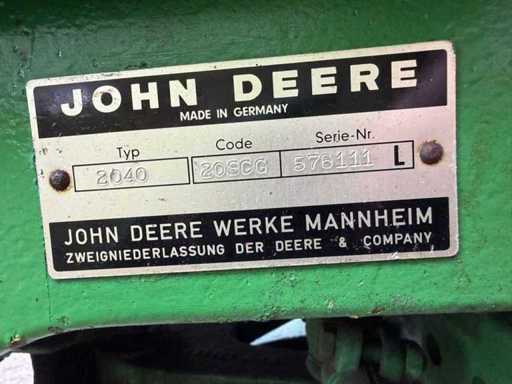 JOHN DEERE
MADE IN GERMANY
Typ Code Serie-Nr.
2040 20SCG 576111 L
JOHN DEERE WERKE MANNHEIM
ZWEIGNIEDERLASSUNG DER DEERE & COMPANY